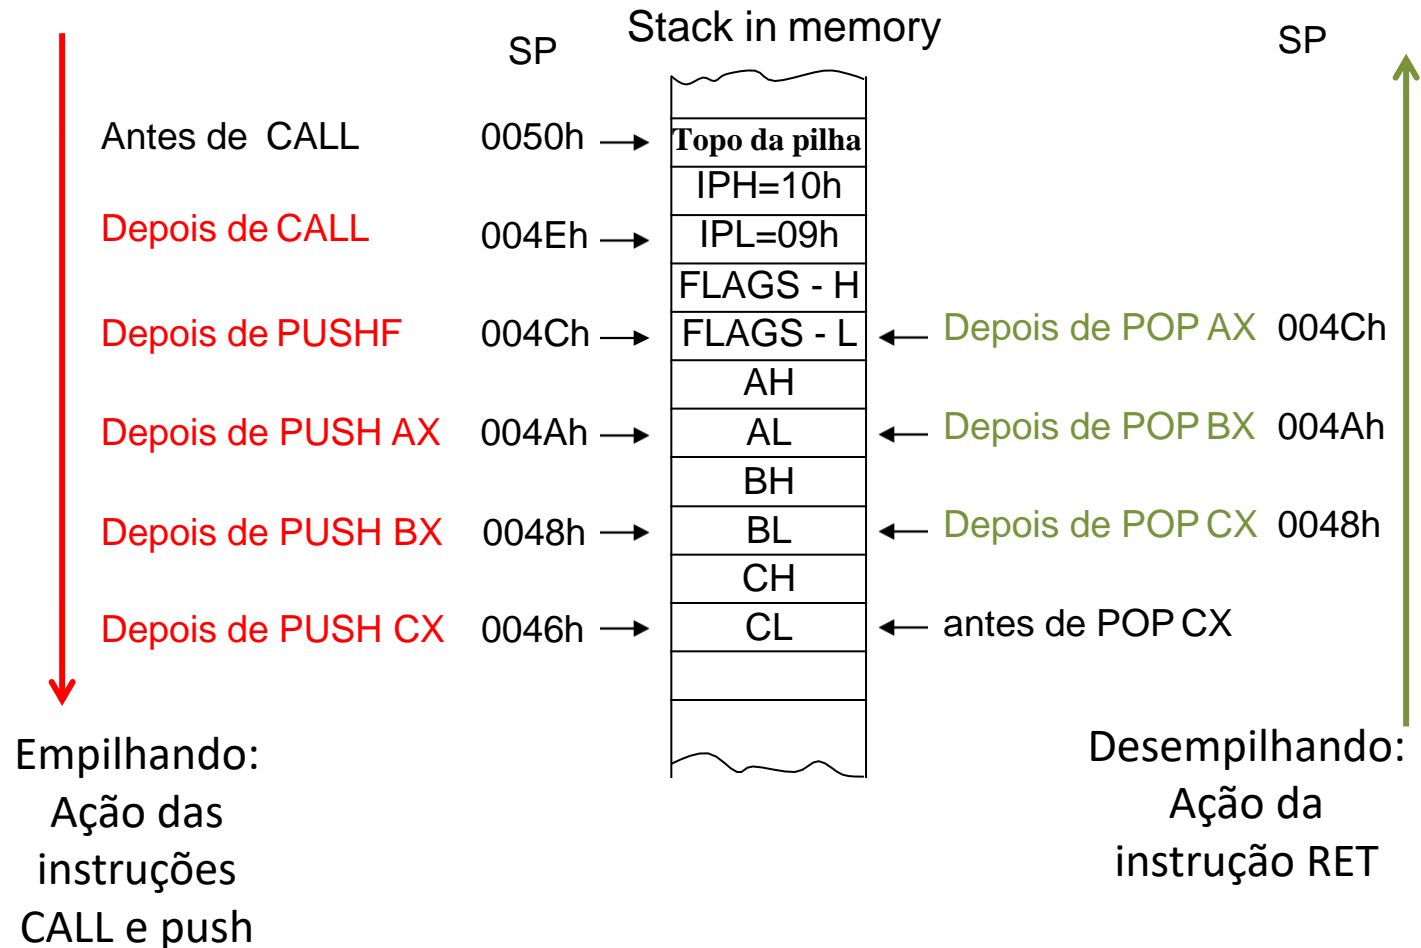 Stack in memory
SP
SP
Antes de CALL 0050h Topo da pilha
IPH=10h
Depois de CALL 004Eh IPL=09h
FLAGS - H
Depois de PUSHF 004Ch FLAGS - L Depois de POP AX 004Ch
AH
Depois de PUSH AX 004Ah AL Depois de POP BX 004Ah
BH
Depois de PUSH BX 0048h BL Depois de POP CX 0048h
CH
Depois de PUSH CX 0046h CL antes de POP CX
Empilhando:
Ação das
instruções
CALL e push
Desempilhando:
Ação da
instrução RET